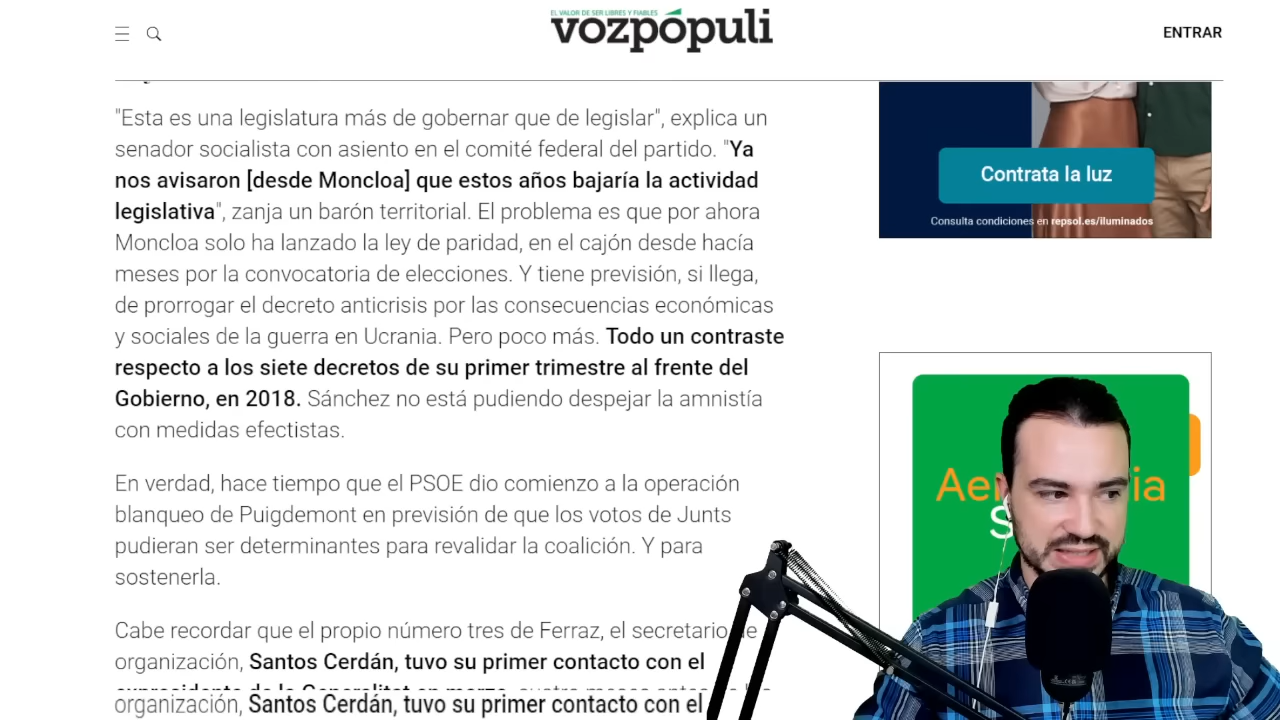 EL VALOR DE SER LIBRES Y FIABLES
vozpópuli
ENTRAR
"Esta es una legislatura más de gobernar que de legislar", explica un
senador socialista con asiento en el comité federal del partido. "Ya
nos avisaron [desde Moncloa] que estos años bajaría la actividad
legislativa", zanja un barón territorial. El problema es que por ahora
Moncloa solo ha lanzado la ley de paridad, en el cajón desde hacía
meses por la convocatoria de elecciones. Y tiene previsión, si llega,
de prorrogar el decreto anticrisis por las consecuencias económicas
y sociales de la guerra en Ucrania. Pero poco más. Todo un contraste
respecto a los siete decretos de su primer trimestre al frente del
Gobierno, en 2018. Sánchez no está pudiendo despejar la amnistía
con medidas efectistas.
En verdad, hace tiempo que el PSOE dio comienzo a la operación
blanqueo de Puigdemont en previsión de que los votos de Junts
pudieran ser determinantes para revalidar la coalición. Y para
sostenerla.
Cabe recordar que el propio número tres de Ferraz, el secretario de
organización, Santos Cerdán, tuvo su primer contacto con el
organización, Santos Cerdán, tuvo su primer contacto con el
Contrata la luz
Consulta condiciones en repsol.es/iluminados